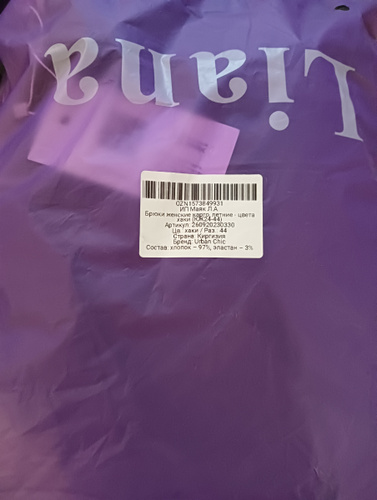 Liana
OZN1573849931
ИП Маяк Л.А.
Брюки женские карго, летние - цвета
хаки (КЖ24-44)
Артикул: 260920230330
Цв.: хаки / Раз.: 44
Страна: Киргизия
Бренд: Urban Chic
Состав: хлопок – 97%, эластан – 3%